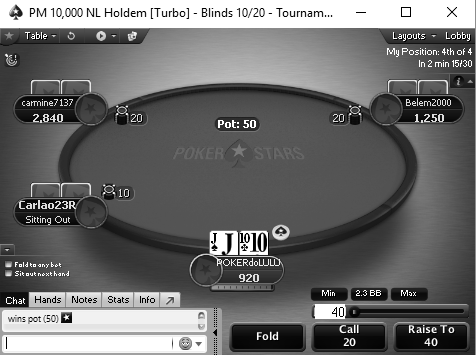 PM 10,000 NL Holdem [Turbo] - Blinds 10/20 - Tournam...
Table
Layouts
Lobby
My Position: 4th of 4
In 2 min 15/30
carmine7137
2,840
20
Pot: 50
20
Belem2000
1,250
POKER STARS
Carlao23R
Sitting Out
10
J J 10 10
POKERdoLULU
920
Fold to any bet
Sit out next hand
Min
2.3 BB
Max
Chat
Hands
Notes
Stats
Info
40
wins pot (50)
Fold
Call
20
Raise To
40